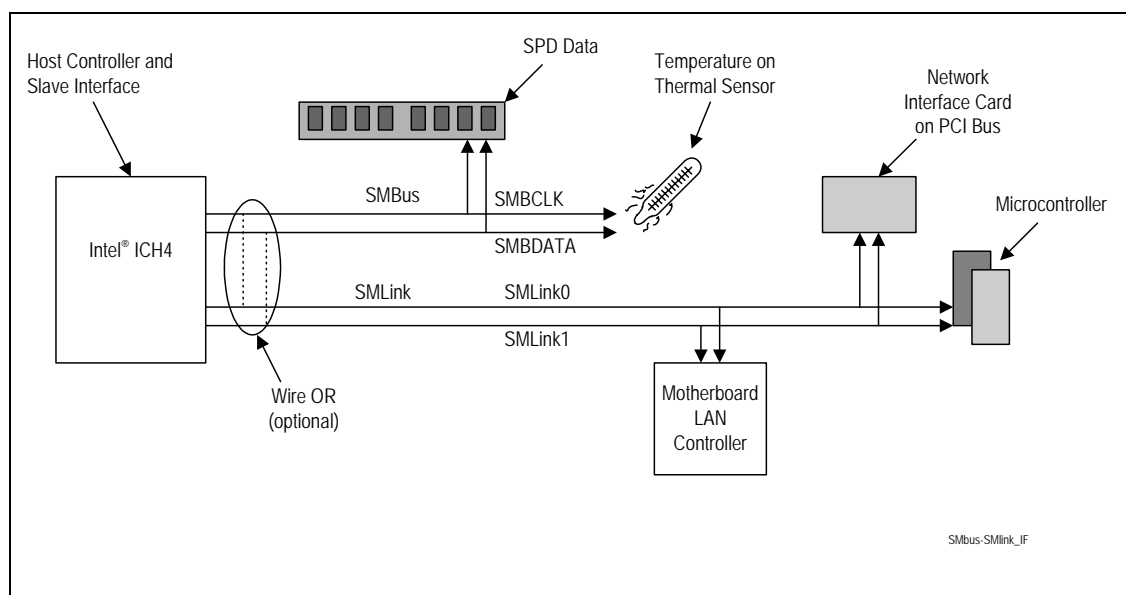 SPD Data
Host Controller and
Slave Interface
Temperature on
Thermal Sensor
Network
Interface Card
on PCI Bus
SMBus
SMBCLK
Microcontroller
Intel® ICH4
SMBDATA
SMLink
SMLink0
SMLink1
Wire OR
(optional)
Motherboard
LAN
Controller
SMbus-SMlink_IF